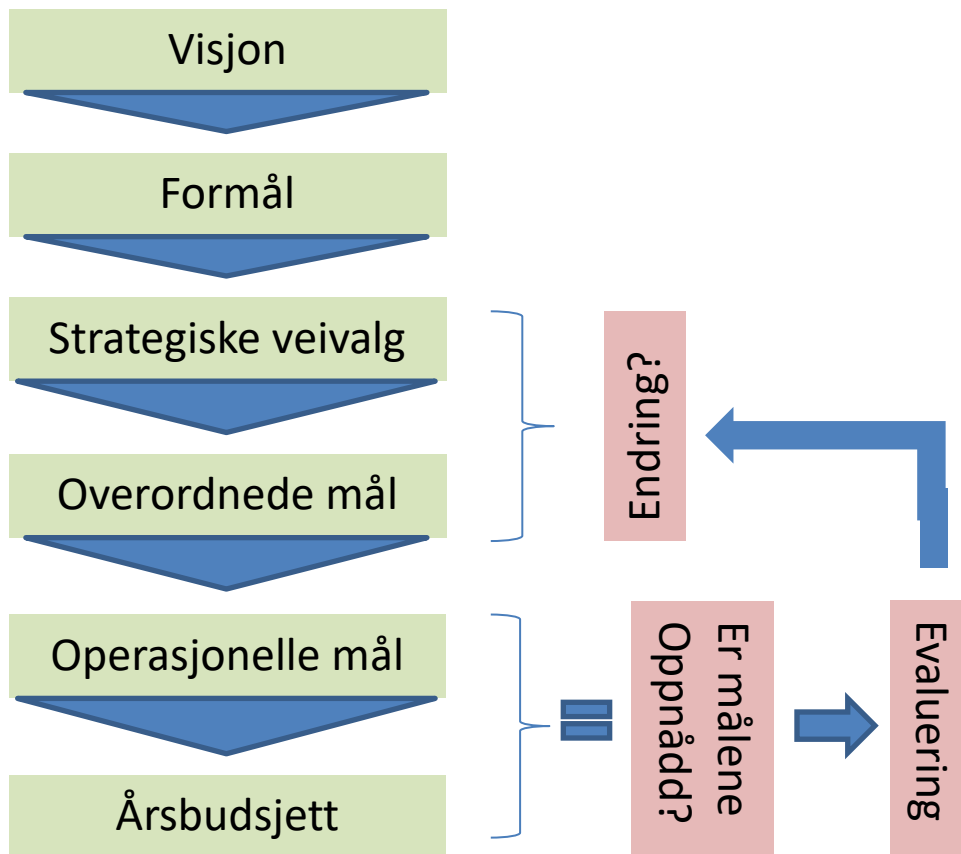 Visjon
Formål
Strategiske veivalg
Overordnede mål
Operasjonelle mål
Årsbudsjett
Endring?
Er målene
Oppnådd?
Evaluering